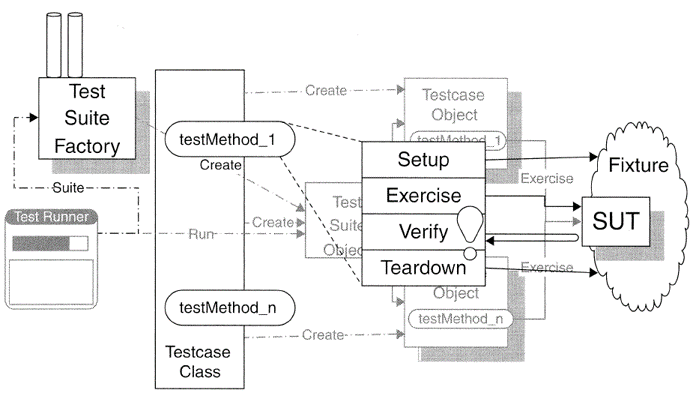 Test
Suite
Factory
Suite
Test Runner
Run
testMethod_1
Create
Create
testMethod_n
Testcase
Class
Create
Create
Testcase
Object
testMethod_1
Tes
Suite
Object
Setup
Exercise
Verify
Teardown
Object
testMethod_n
Exercise
Exercise
Fixture
SUT